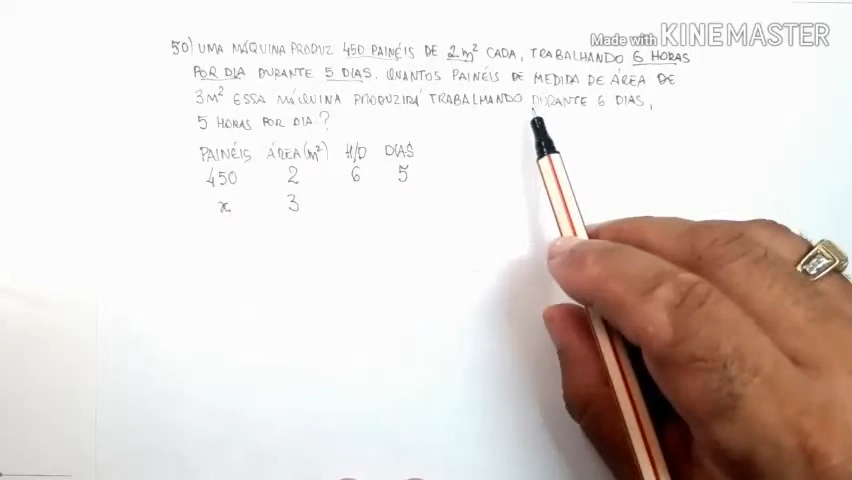 Made with KINEMASTER
50) UMA MÁQUINA PRODUZ 450 PAINÉIS DE 2m² CADA, TRABALHANDO 6 HORAS
POR DIA DURANTE 5 DIAS. QUANTOS PAINÉIS DE MEDIDA DE ÁREA DE
3m² ESSA MÁQUINA PRODUZIRÁ TRABALHANDO DURANTE 6 DIAS,
5 HORAS POR DIA?
PAINÉIS ÁREA(m²) H/D DIAS
450 2 6 5
x 3